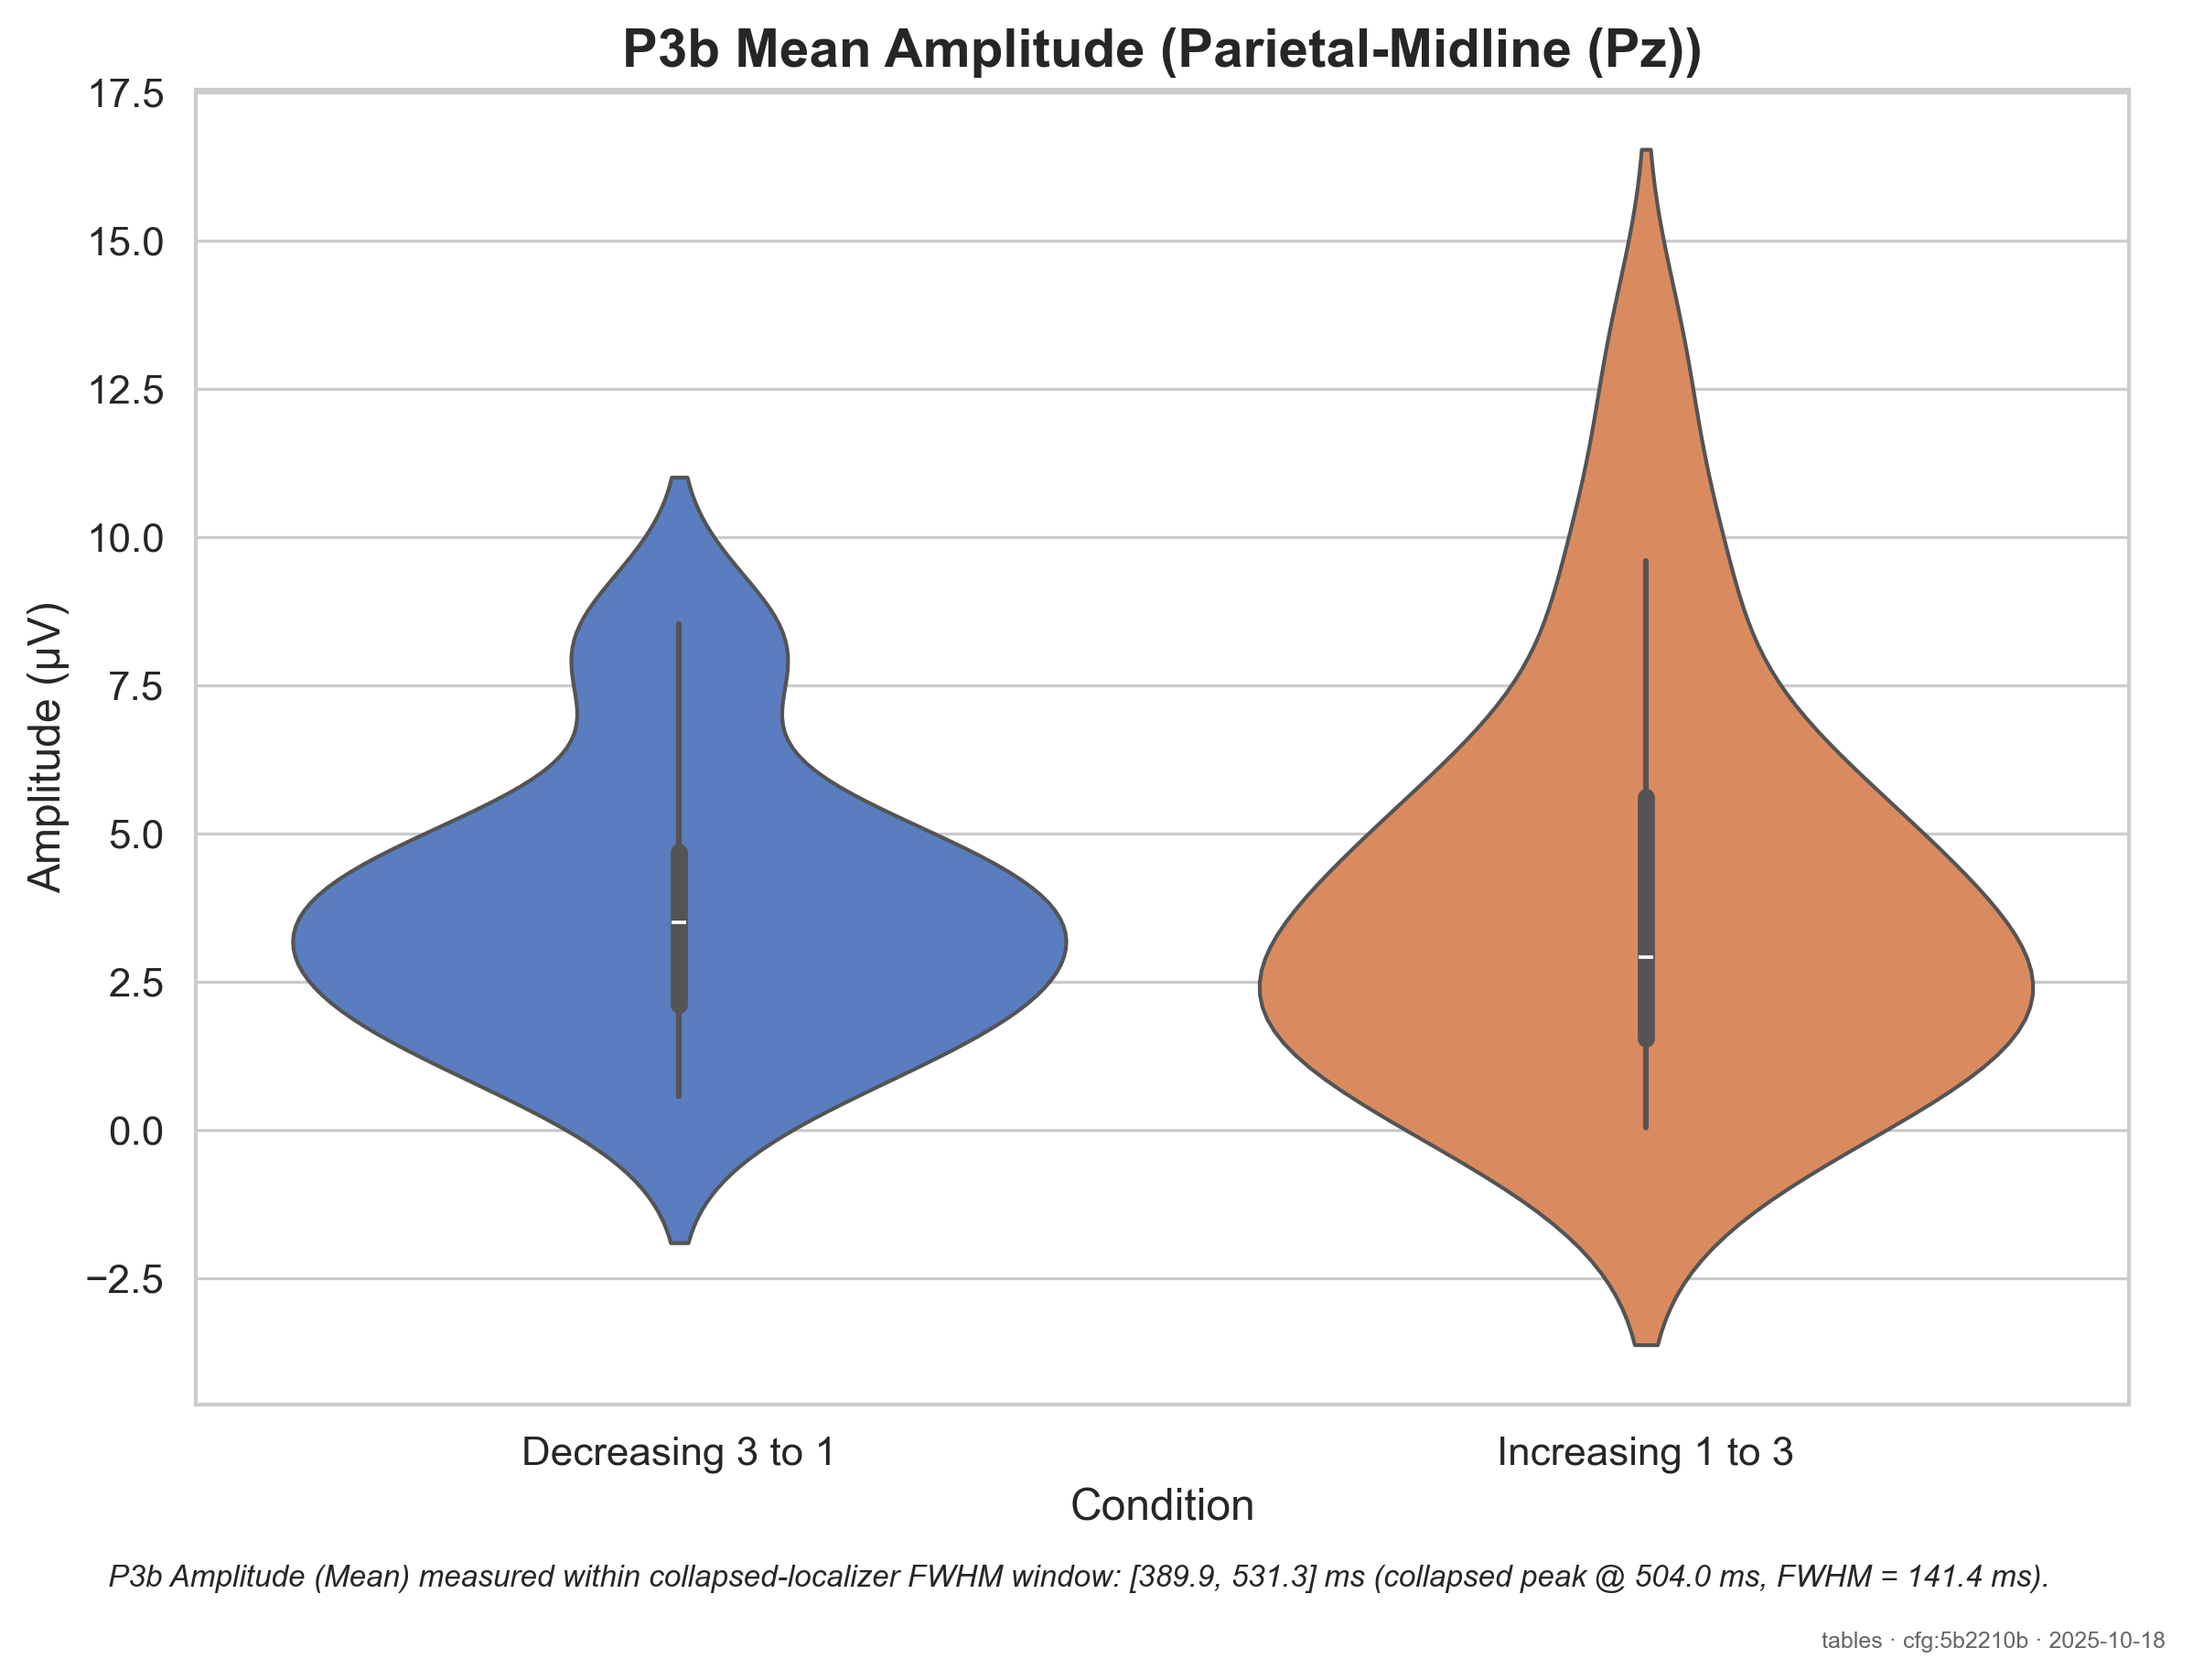 P3b Mean Amplitude (Parietal-Midline (Pz))
17.5
15.0
12.5
10.0
7.5
5.0
2.5
0.0
−2.5
Amplitude (µV)
Decreasing 3 to 1
Increasing 1 to 3
Condition
P3b Amplitude (Mean) measured within collapsed-localizer FWHM window: [389.9, 531.3] ms (collapsed peak @ 504.0 ms, FWHM = 141.4 ms).
tables · cfg:5b2210b · 2025-10-18